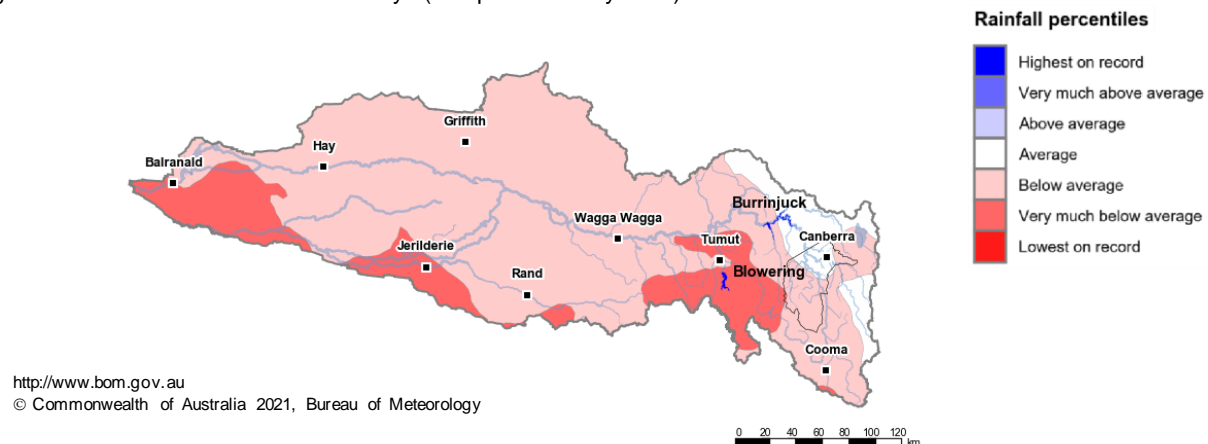 Rainfall percentiles
Highest on record
Very much above average
Above average
Average
Below average
Very much below average
Lowest on record
Griffith
Hay
Balranald
Burrinjuck
Wagga Wagga
Canberra
Tumut
Jerilderie
Blowering
Rand
Cooma
http://www.bom.gov.au
© Commonwealth of Australia 2021, Bureau of Meteorology
0 20 40 60 80 100 120
km